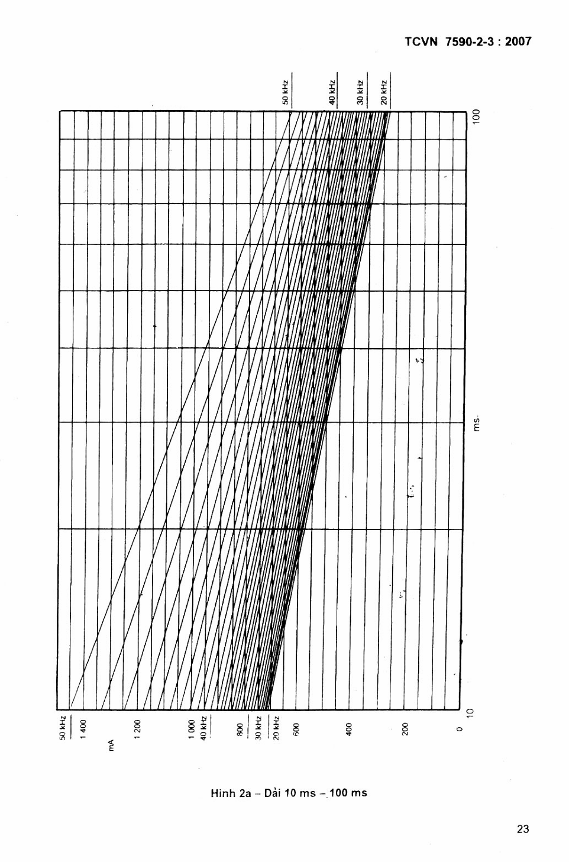 TCVN 7590-2-3 : 2007
50 kHz
40 kHz
30 kHz
20 kHz
100
ms
10
50 kHz
1 400
mA
1 200
1 000
40 kHz
800
30 kHz
20 kHz
600
400
200
0
Hình 2a – Dải 10 ms – 100 ms
23